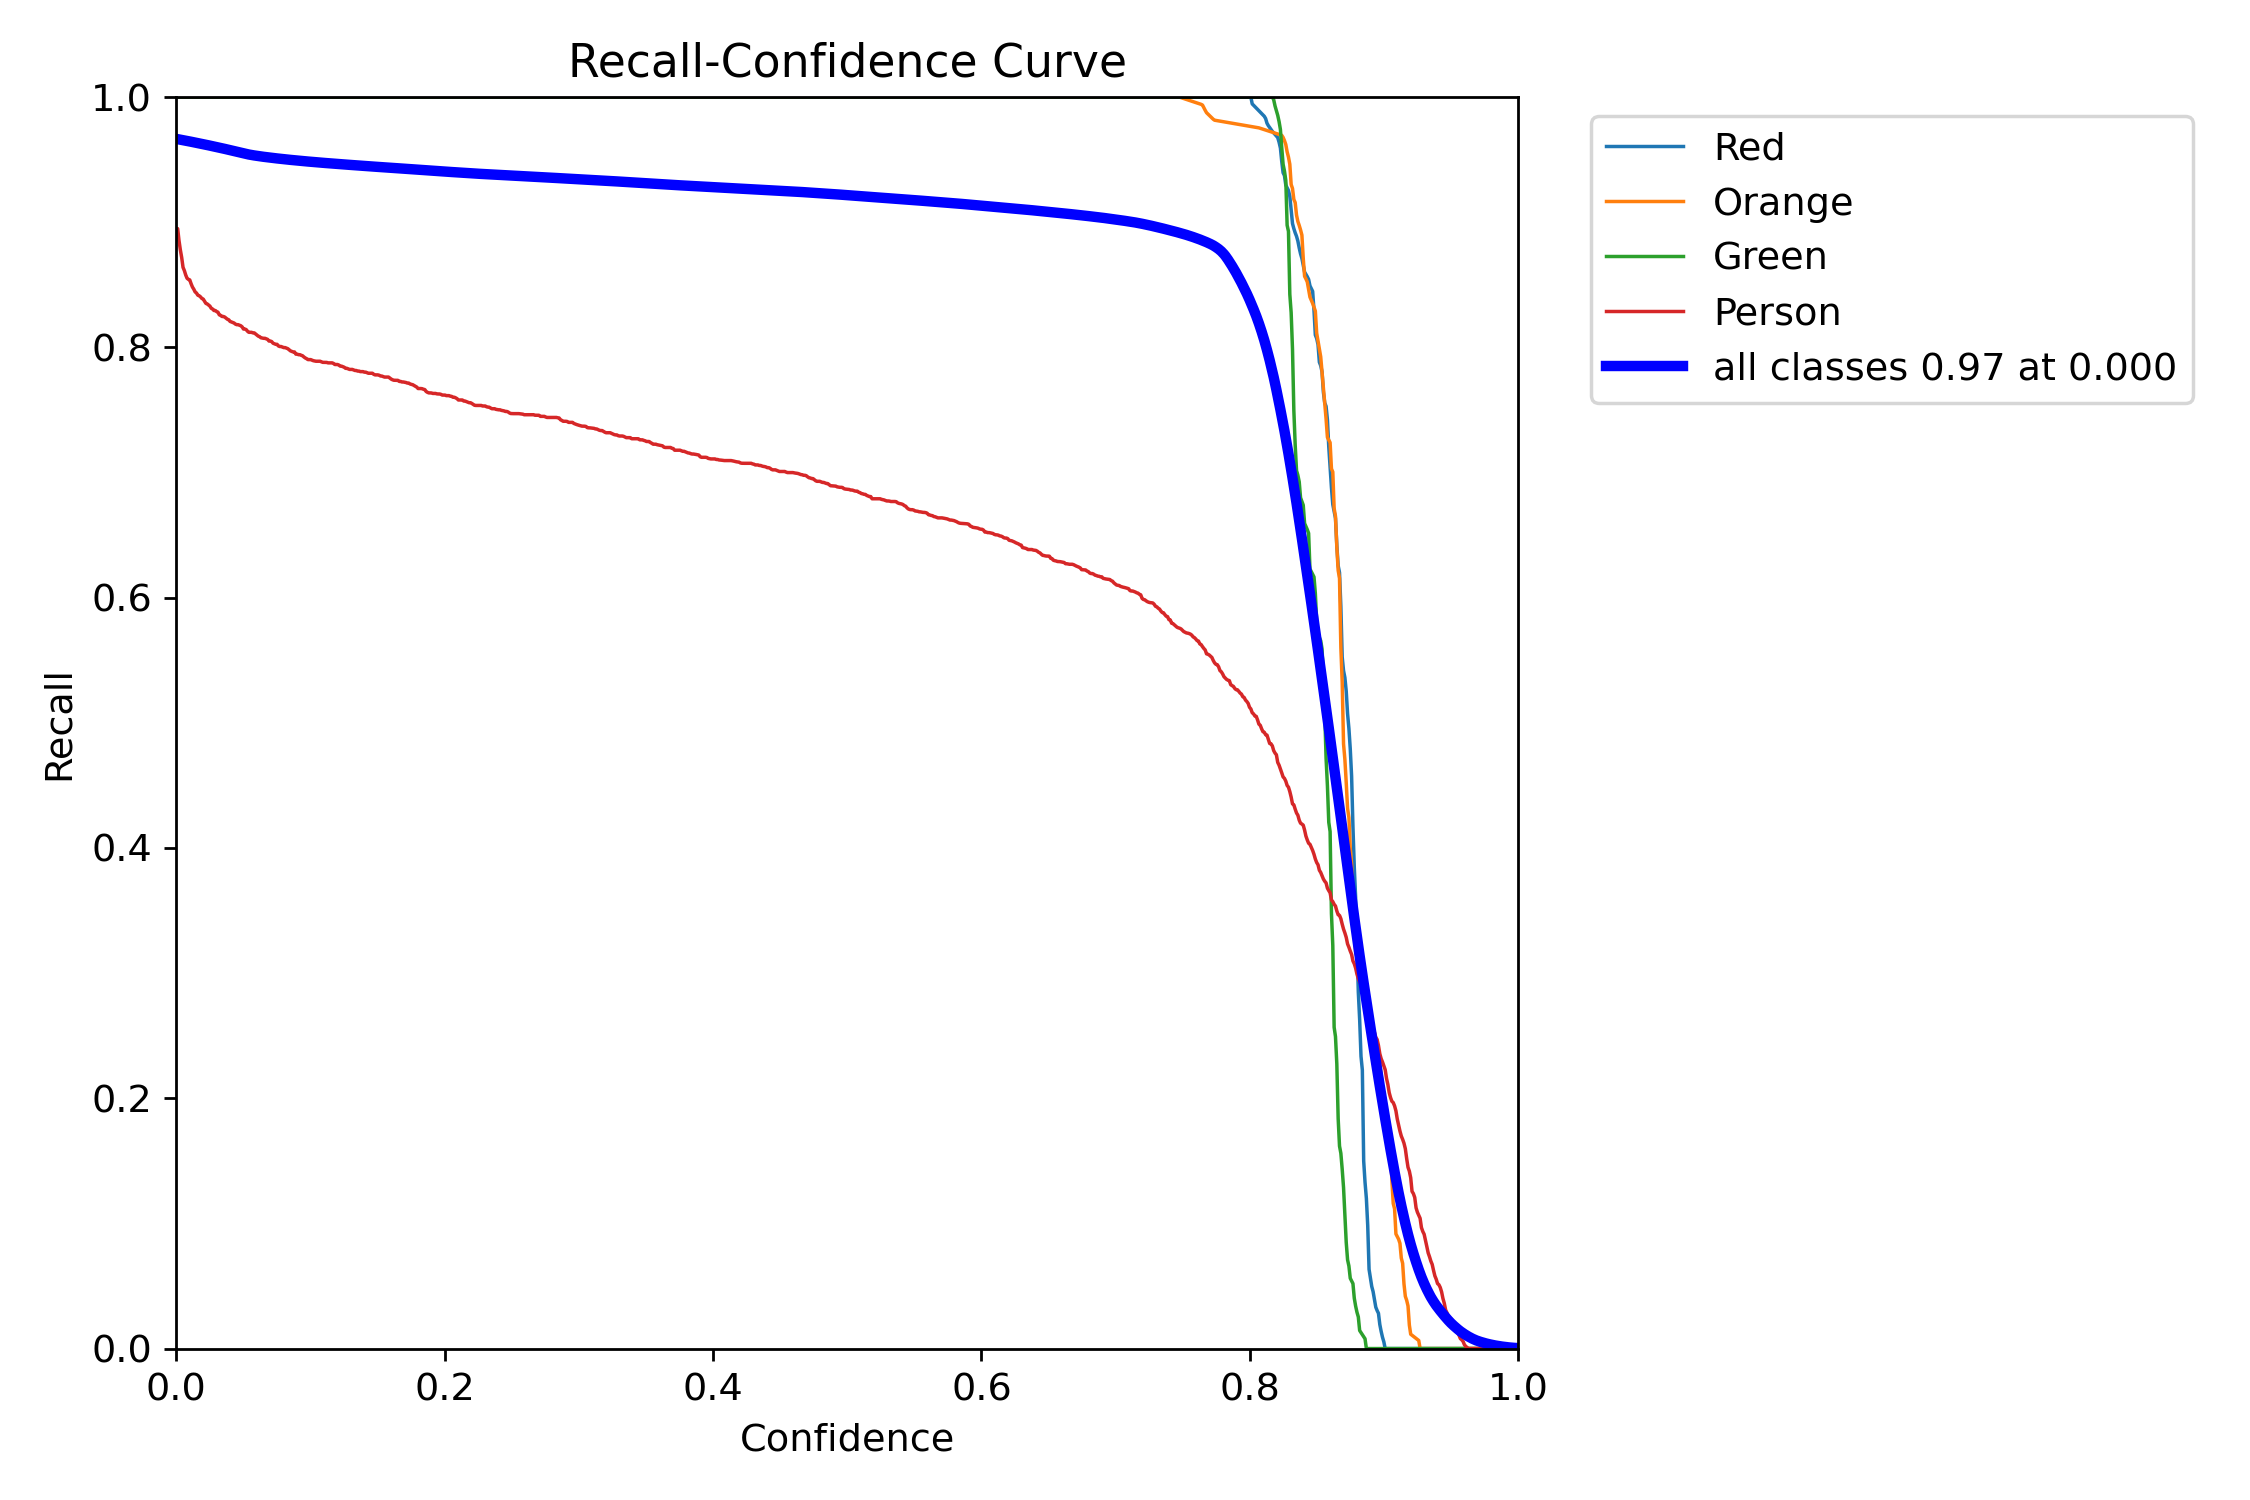 Recall-Confidence Curve
1.0
0.8
0.6
0.4
0.2
0.0
Recall
0.0 0.2 0.4 0.6 0.8 1.0
Confidence
Red
Orange
Green
Person
all classes 0.97 at 0.000